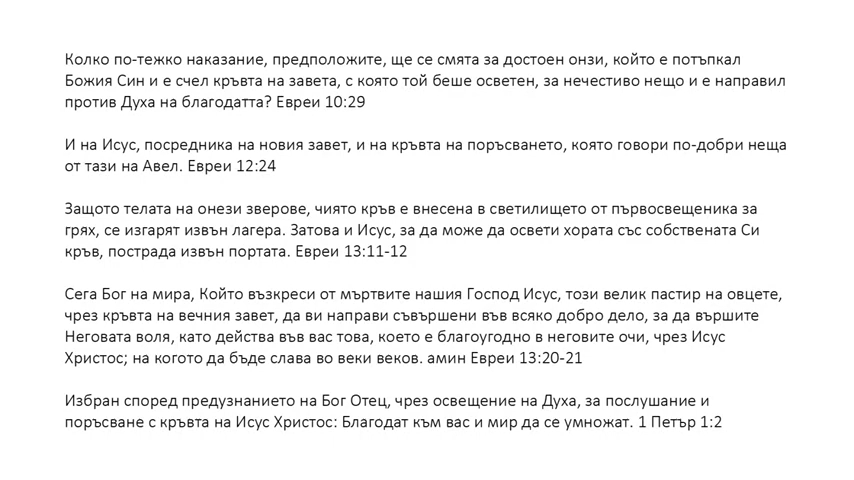 Колко по-тежко наказание, предположите, ще се смята за достоен онзи, който е потъпкал
Божия Син и е счел кръвта на завета, с която той беше осветен, за нечестиво нещо и е направил
против Духа на благодатта? Евреи 10:29
И на Исус, посредника на новия завет, и на кръвта на поръсването, която говори по-добри неща
от тази на Авел. Евреи 12:24
Защото телата на онези зверове, чиято кръв е внесена в светилището от първосвещеника за
грях, се изгарят извън лагера. Затова и Исус, за да може да освети хората със собствената Си
кръв, пострада извън портата. Евреи 13:11-12
Сега Бог на мира, Който възкреси от мъртвите нашия Господ Исус, този велик пастир на овцете,
чрез кръвта на вечния завет, да ви направи съвършени във всяко добро дело, за да вършите
Неговата воля, като действа във вас това, което е благоугодно в неговите очи, чрез Исус
Христос; на когото да бъде слава во веки веков. амин Евреи 13:20-21
Избран според предузнанието на Бог Отец, чрез освещение на Духа, за послушание и
поръсване с кръвта на Исус Христос: Благодат към вас и мир да се умножат. 1 Петър 1:2